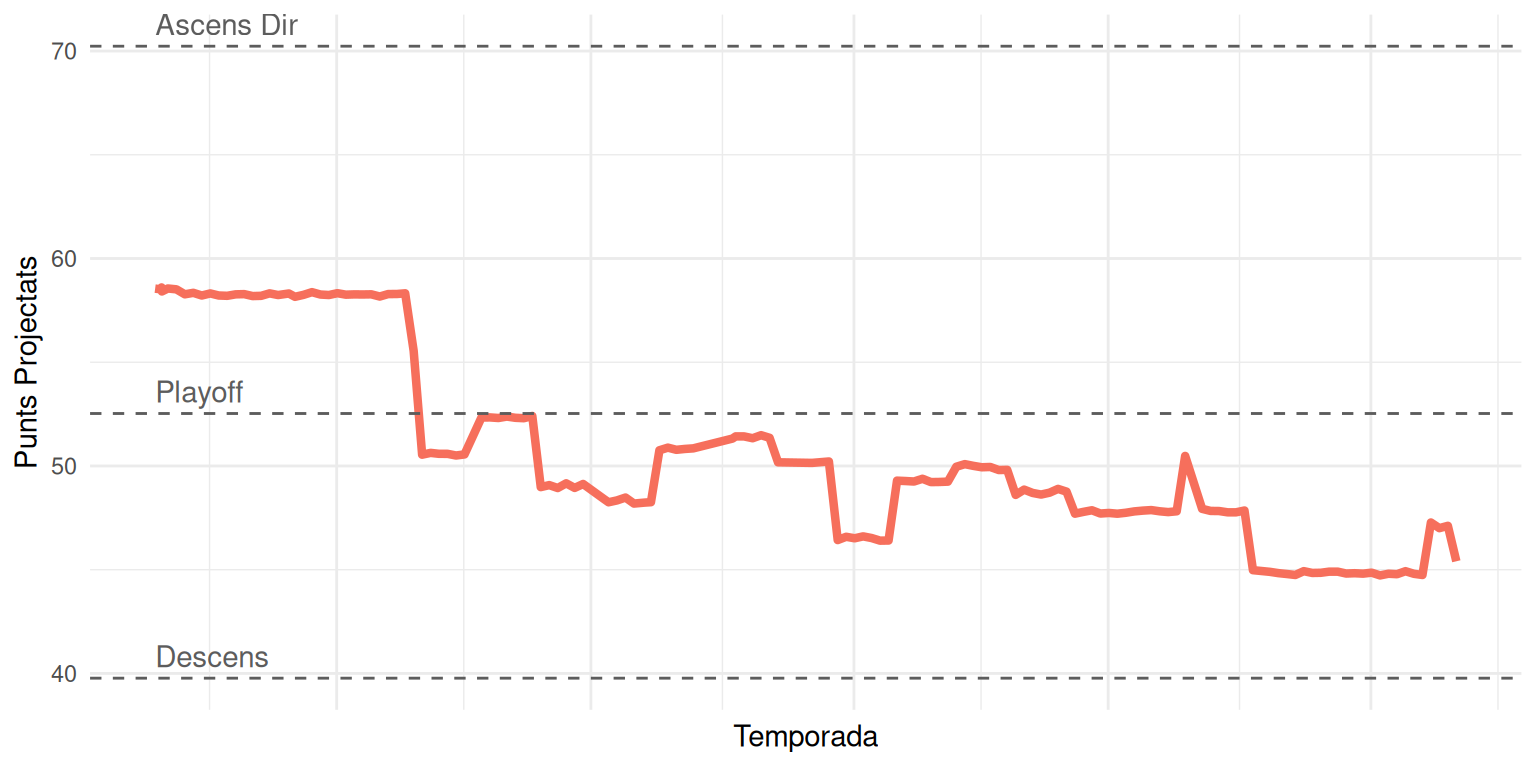 Ascens Dir
70
60
Playoff
50
Descens
40
Punts Projectats
Temporada